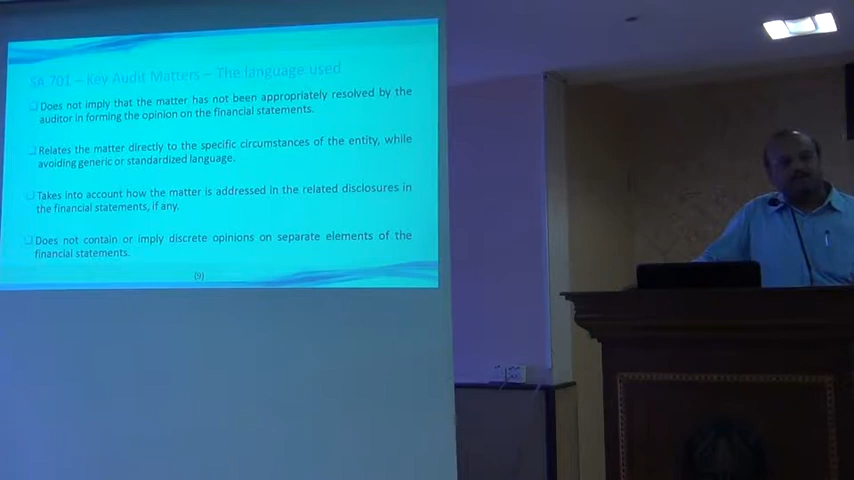 SA 701 – Key Audit Matters – The language used
❑ Does not imply that the matter has not been appropriately resolved by the
auditor in forming the opinion on the financial statements.
❑ Relates the matter directly to the specific circumstances of the entity, while
avoiding generic or standardized language.
❑ Takes into account how the matter is addressed in the related disclosures in
the financial statements, if any.
❑ Does not contain or imply discrete opinions on separate elements of the
financial statements.
(9)